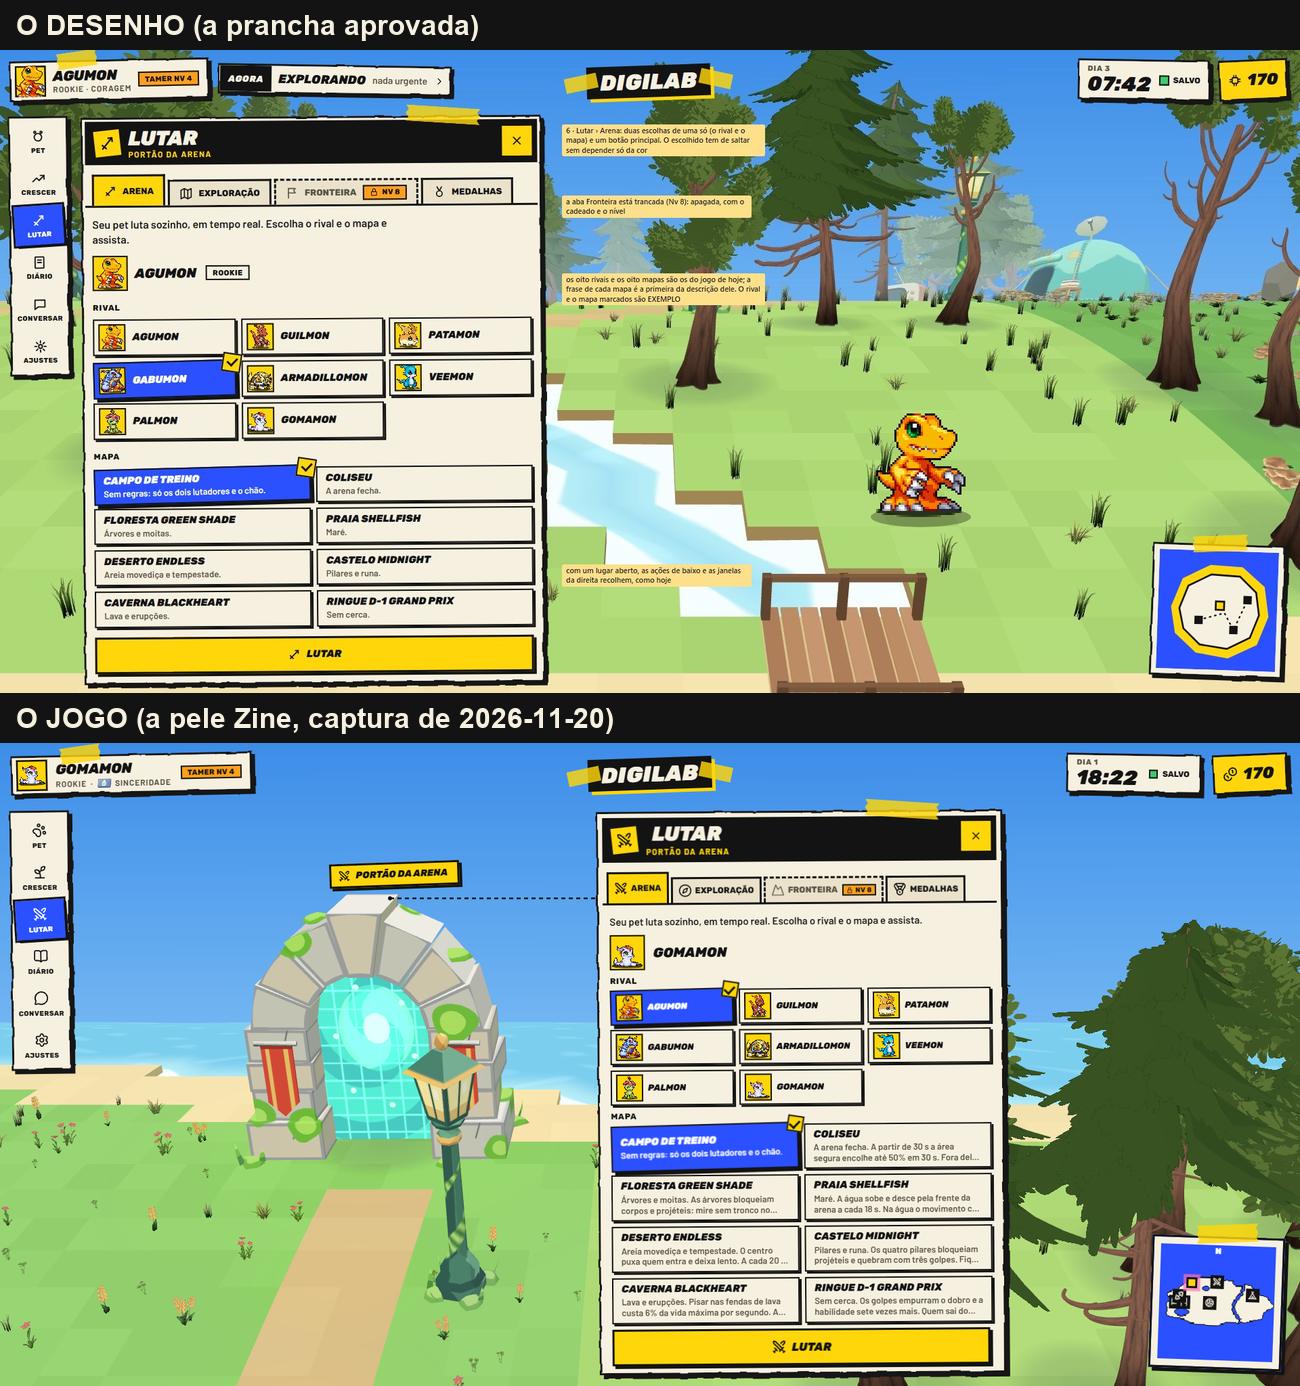 O DESENHO (a prancha aprovada)
AGUMON
ROOKIE · CORAGEM
TAMER NV 4
AGORA
EXPLORANDO
nada urgente
DIGILAB
DIA 3
07:42
SALVO
170
PET
CRESCER
LUTAR
DIÁRIO
CONVERSAR
AJUSTES
LUTAR
PORTÃO DA ARENA
ARENA
EXPLORAÇÃO
FRONTEIRA
NV 8
MEDALHAS
Seu pet luta sozinho, em tempo real. Escolha o rival e o mapa e
assista.
AGUMON
ROOKIE
RIVAL
AGUMON
GUILMON
PATAMON
GABUMON
ARMADILLOMON
VEEMON
PALMON
GOMAMON
MAPA
CAMPO DE TREINO
Sem regras: só os dois lutadores e o chão.
COLISEU
A arena fecha.
FLORESTA GREEN SHADE
Árvores e moitas.
PRAIA SHELLFISH
Maré.
DESERTO ENDLESS
Areia movediça e tempestade.
CASTELO MIDNIGHT
Pilares e runa.
CAVERNA BLACKHEART
Lava e erupções.
RINGUE D-1 GRAND PRIX
Sem cerca.
LUTAR
6 · Lutar › Arena: duas escolhas de uma só (o rival e o
mapa) e um botão principal. O escolhido tem de saltar
sem depender só da cor
a aba Fronteira está trancada (Nv 8): apagada, com o
cadeado e o nível
os oito rivais e os oito mapas são os do jogo de hoje; a
frase de cada mapa é a primeira da descrição dele. O rival
e o mapa marcados são EXEMPLO
com um lugar aberto, as ações de baixo e as janelas
da direita recolhem, como hoje
O JOGO (a pele Zine, captura de 2026-11-20)
GOMAMON
ROOKIE · SINCERIDADE
TAMER NV 4
DIGILAB
DIA 1
18:22
SALVO
170
PET
CRESCER
LUTAR
DIÁRIO
CONVERSAR
AJUSTES
PORTÃO DA ARENA
LUTAR
PORTÃO DA ARENA
ARENA
EXPLORAÇÃO
FRONTEIRA
NV 8
MEDALHAS
Seu pet luta sozinho, em tempo real. Escolha o rival e o mapa e assista.
GOMAMON
RIVAL
AGUMON
GUILMON
PATAMON
GABUMON
ARMADILLOMON
VEEMON
PALMON
GOMAMON
MAPA
CAMPO DE TREINO
Sem regras: só os dois lutadores e o chão.
COLISEU
A arena fecha. A partir de 30 s a área
segura encolhe até 50% em 30 s. Fora del...
FLORESTA GREEN SHADE
Árvores e moitas. As árvores bloqueiam
corpos e projéteis: mire sem tronco no...
PRAIA SHELLFISH
Maré. A água sobe e desce pela frente da
arena a cada 18 s. Na água o movimento c...
DESERTO ENDLESS
Areia movediça e tempestade. O centro
puxa quem entra e deixa lento. A cada 20 ...
CASTELO MIDNIGHT
Pilares e runa. Os quatro pilares bloqueiam
projéteis e quebram com três golpes. Fiq...
CAVERNA BLACKHEART
Lava e erupções. Pisar nas fendas de lava
custa 6% da vida máxima por segundo. A...
RINGUE D-1 GRAND PRIX
Sem cerca. Os golpes empurram o dobro e a
habilidade sete vezes mais. Quem sai do...
LUTAR
N